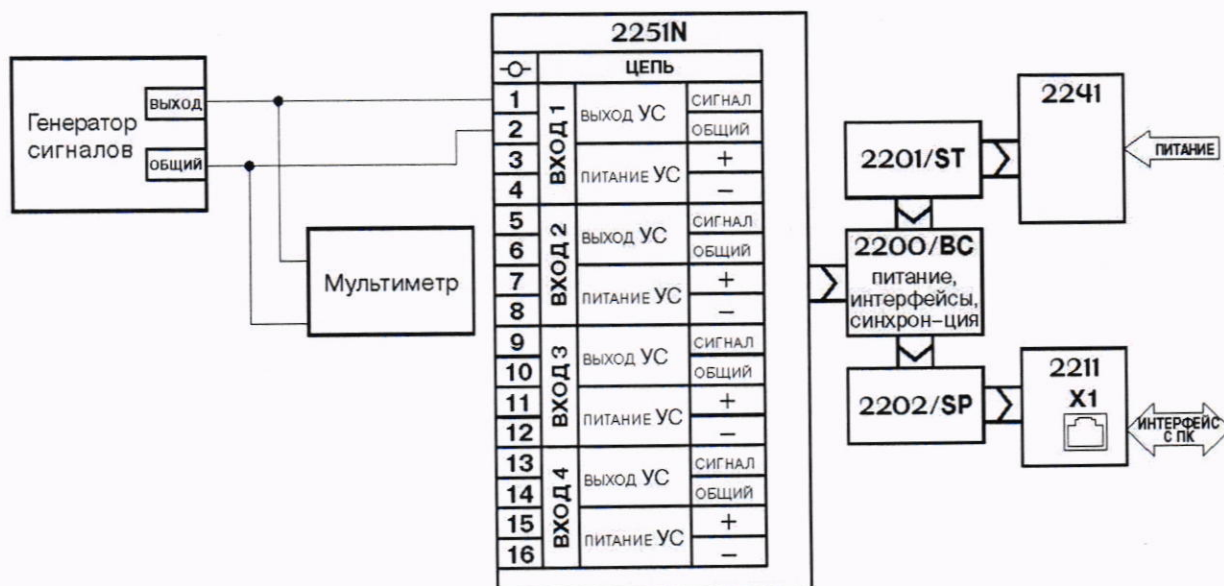 Генератор
сигналов
ВЫХОД
ОБЩИЙ
Мультиметр
2251N
ЦЕПЬ
1
2
3
4
ВХОД 1
ВЫХОД УС
СИГНАЛ
ОБЩИЙ
ПИТАНИЕ УС
+
–
5
6
7
8
ВХОД 2
ВЫХОД УС
СИГНАЛ
ОБЩИЙ
ПИТАНИЕ УС
+
–
9
10
11
12
ВХОД 3
ВЫХОД УС
СИГНАЛ
ОБЩИЙ
ПИТАНИЕ УС
+
–
13
14
15
16
ВХОД 4
ВЫХОД УС
СИГНАЛ
ОБЩИЙ
ПИТАНИЕ УС
+
–
2201/ST
2241
ПИТАНИЕ
2200/BC
питание,
интерфейсы,
синхрон-ция
2202/SP
2211
X1
ИНТЕРФЕЙС
С ПК